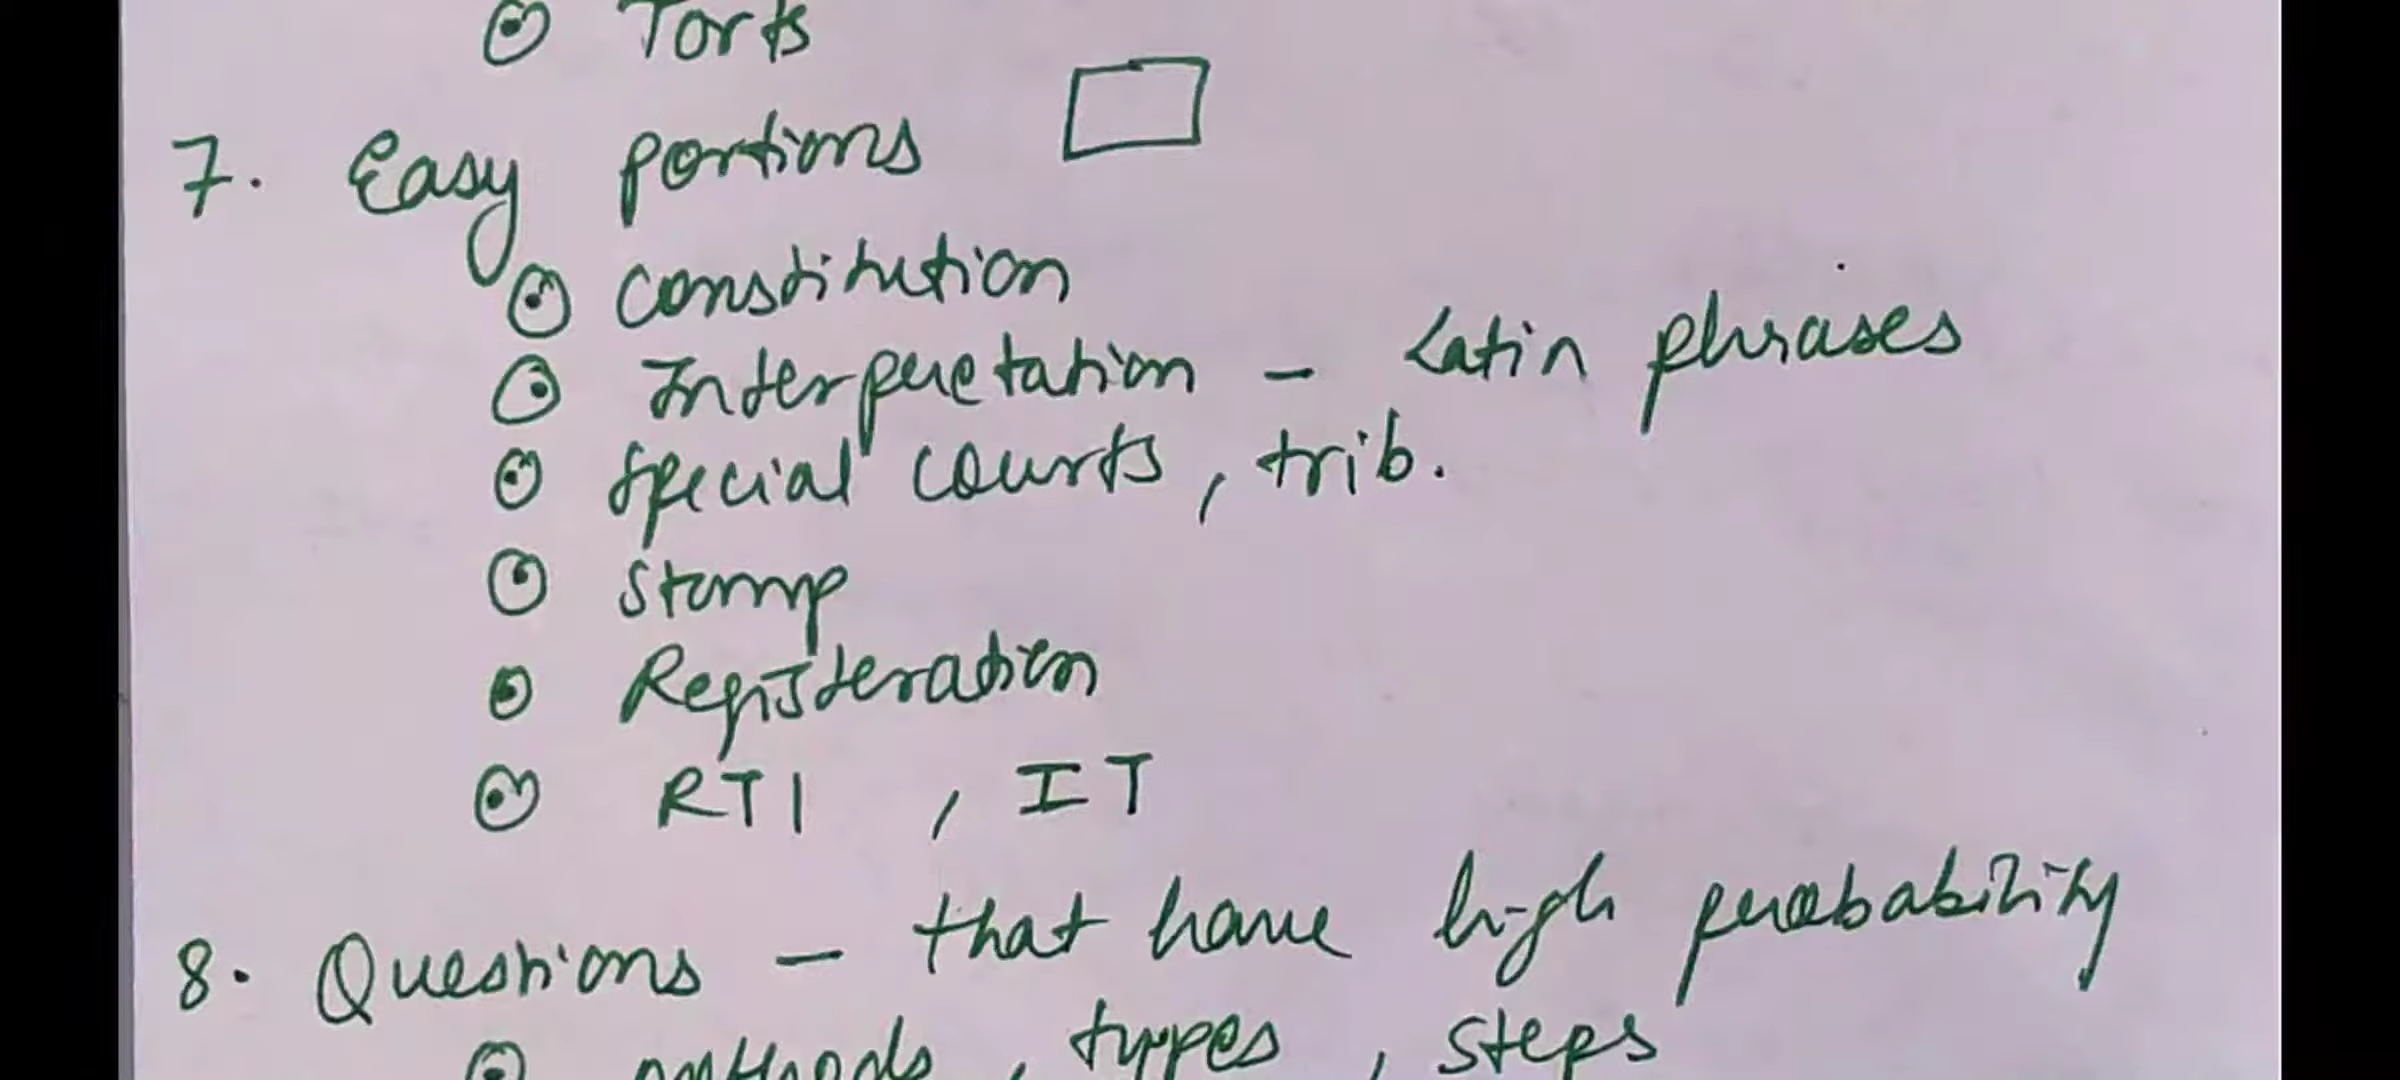 Torts
7. Easy portions
Constitution
Interpretation - Latin phrases
Special courts, trib.
Stamp
Registeration
RTI , IT
8. Questions - that have high probability
methods, types, steps